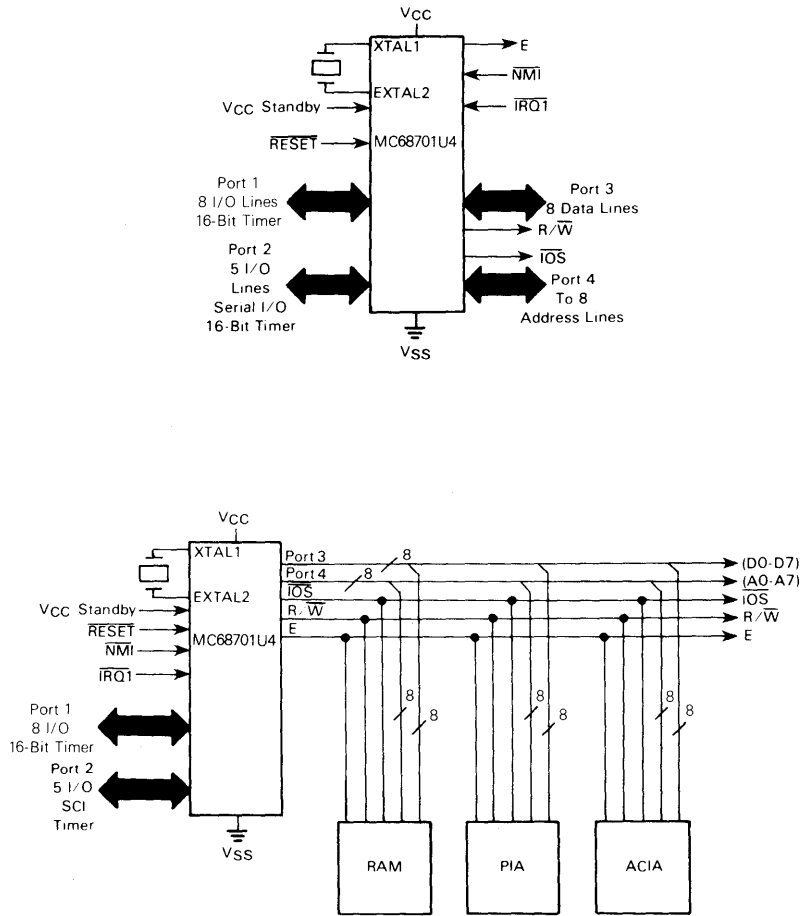 VCC
XTAL1
E
NMI
EXTAL2
VCC Standby
IRQ1
RESET
MC68701U4
Port 1
8 I/O Lines
16-Bit Timer
Port 3
8 Data Lines
R/W
IOS
Port 2
5 I/O
Lines
Serial I/O
16-Bit Timer
Port 4
To 8
Address Lines
VSS
VCC
XTAL1
Port 3
8
(D0-D7)
Port 4
8
(A0-A7)
EXTAL2
IOS
IOS
VCC Standby
R/W
R/W
RESET
MC68701U4
E
E
NMI
IRQ1
8
8
8
8
8
8
Port 1
8 I/O
16-Bit Timer
Port 2
5 I/O
SCI
Timer
VSS
RAM
PIA
ACIA